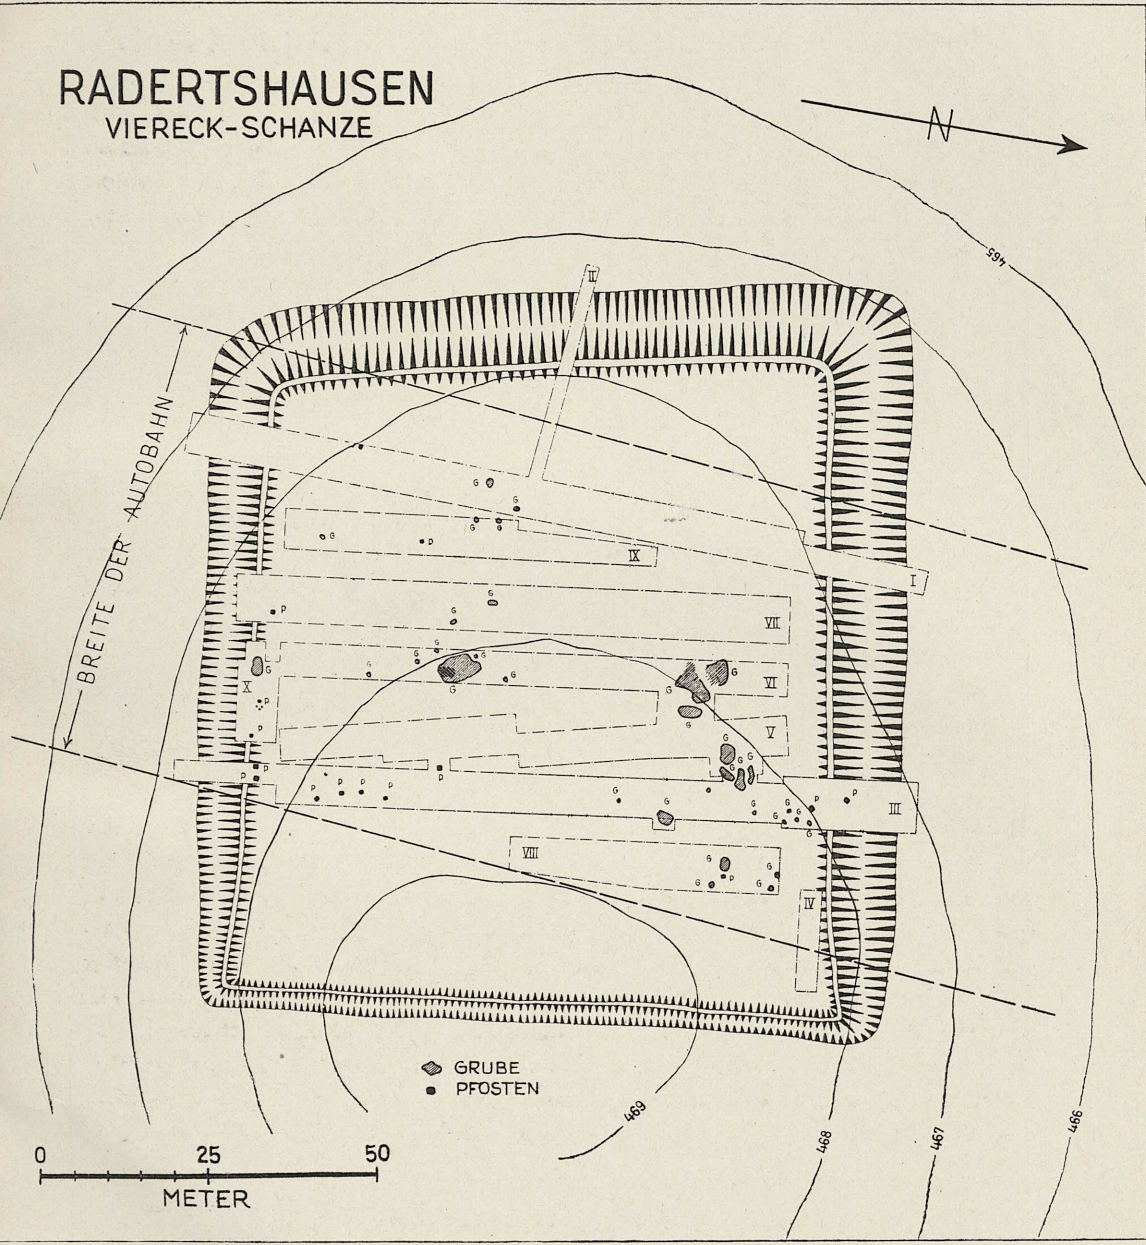 RADERTSHAUSEN
VIERECK-SCHANZE
N
465
II
BREITE DER AUTOBAHN
G
G
G
G
G
G
P
IX
I
G
G
P
VII
G
G
G
G
G
G
G
G
G
VI
X
G
G
P
P
V
G
G
G
G
P
P
P
P
P
P
P
G
G
G
G
G
G
G
P
P
III
VIII
G
P
G
G
G
IV
GRUBE
PFOSTEN
469
468
467
466
0 25 50
METER